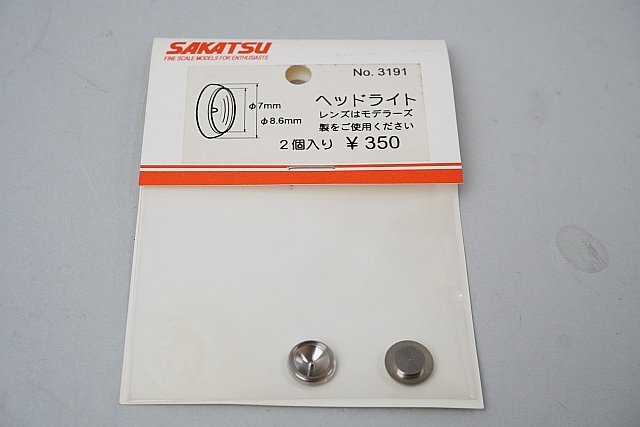 SAKATSU
FINE SCALE MODELS FOR ENTHUSIASTS
No. 3191
φ7mm
φ8.6mm
ヘッドライト
レンズはモデラーズ
製をご使用ください
2個入り ¥350